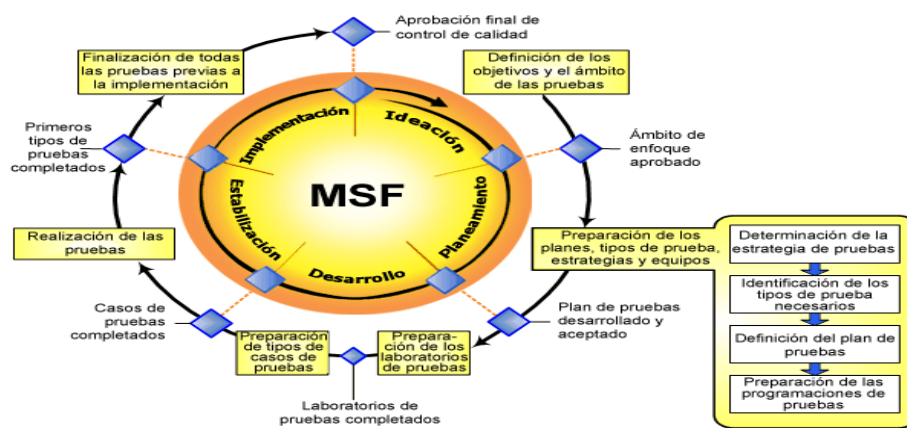 Aprobación final de
control de calidad
Finalización de todas
las pruebas previas a
la implementación
Definición de los
objetivos y el ámbito
de las pruebas
Primeros
tipos de
pruebas
completados
Implementación
Ideación
Ámbito de
enfoque
aprobado
MSF
Estabilización
Planeamiento
Desarrollo
Realización de las
pruebas
Preparación de los
planes, tipos de prueba,
estrategias y equipos
Casos de
pruebas
completados
Plan de pruebas
desarrollado y
aceptado
Preparación
de tipos de
casos de
pruebas
Prepara-
ción de los
laboratorios
de pruebas
Laboratorios de
pruebas completados
Determinación de la
estrategia de pruebas
Identificación de los
tipos de prueba
necesarios
Definición del plan de
pruebas
Preparación de las
programaciones de
pruebas